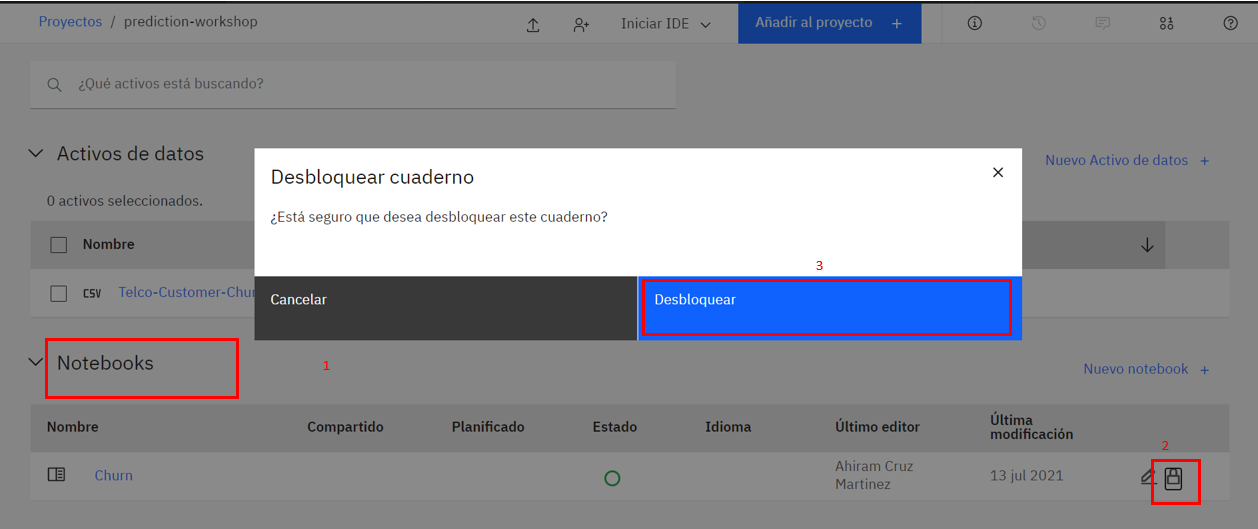 Proyectos / prediction-workshop
Iniciar IDE
Añadir al proyecto +
¿Qué activos está buscando?
Activos de datos
Nuevo Activo de datos +
0 activos seleccionados.
Nombre
CSV Telco-Customer-Chu
Desbloquear cuaderno
¿Está seguro que desea desbloquear este cuaderno?
3
Cancelar
Desbloquear
Notebooks
1
Nuevo notebook +
Nombre
Compartido
Planificado
Estado
Idioma
Último editor
Última
modificación
2
Churn
Ahiram Cruz
Martinez
13 jul 2021